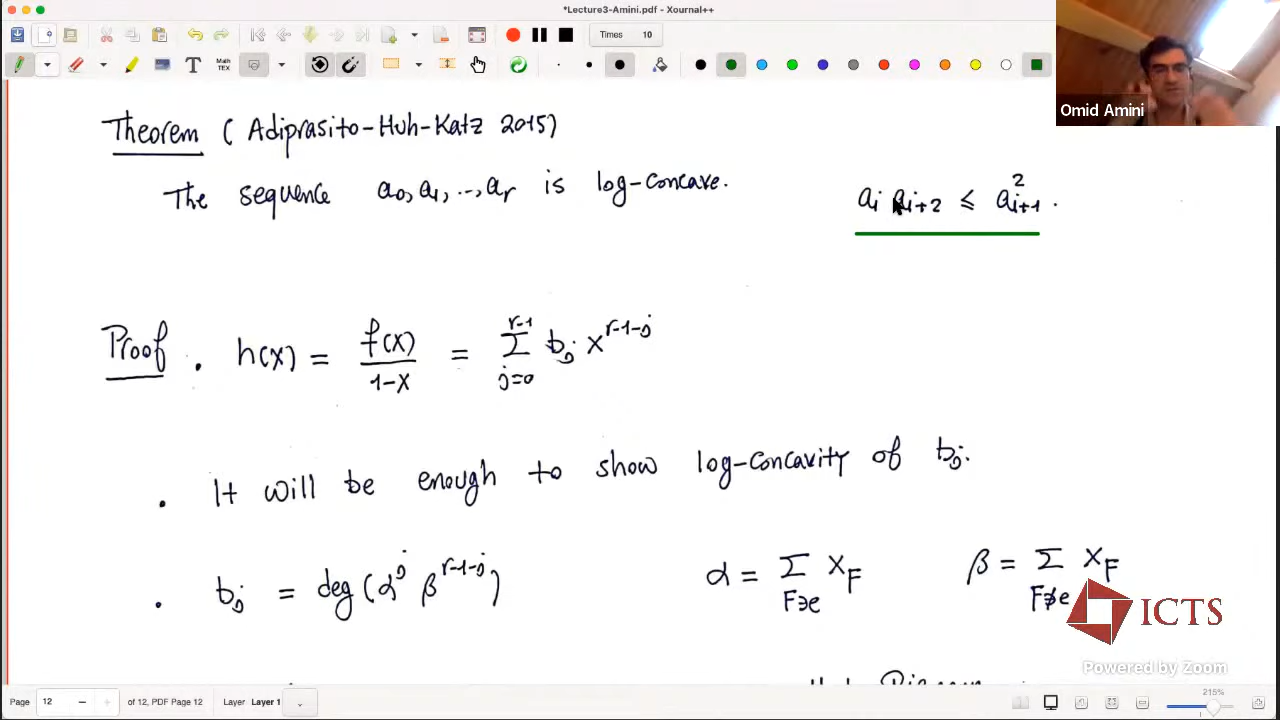 *Lecture3-Amini.pdf - Xournal++
Times 10
T Math TEX
Omid Amini
Theorem ( Adiprasito-Huh-Katz 2015)
The sequence a₀, a₁, ..., aᵣ is log-concave.
aᵢ aᵢ₊₂ ≤ aᵢ₊₁² .
Proof . h(x) = f(x)/(1-x) = Σ_{j=0}^{r-1} bⱼ x^{r-1-j}
. It will be enough to show log-concavity of bⱼ.
. bⱼ = deg(α^j β^{r-1-j}) α = Σ_{F∋e} X_F β = Σ_{F∌e} X_F
ICTS
Powered by Zoom
Page 12 of 12, PDF Page 12 Layer Layer 1 215%